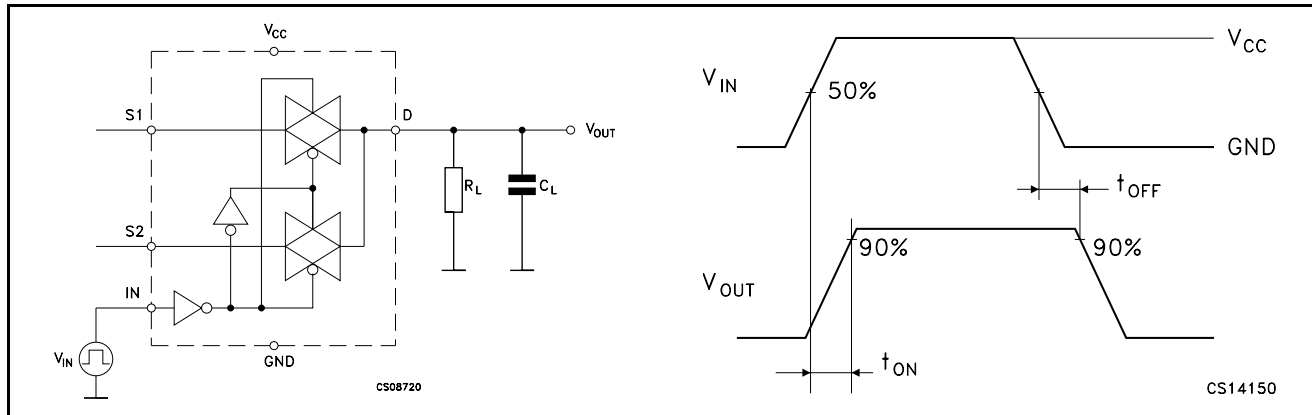 VCC
S1
D
VOUT
RL
CL
S2
IN
VIN
GND
CS08720
VIN
50%
VCC
GND
tOFF
90%
90%
VOUT
tON
CS14150